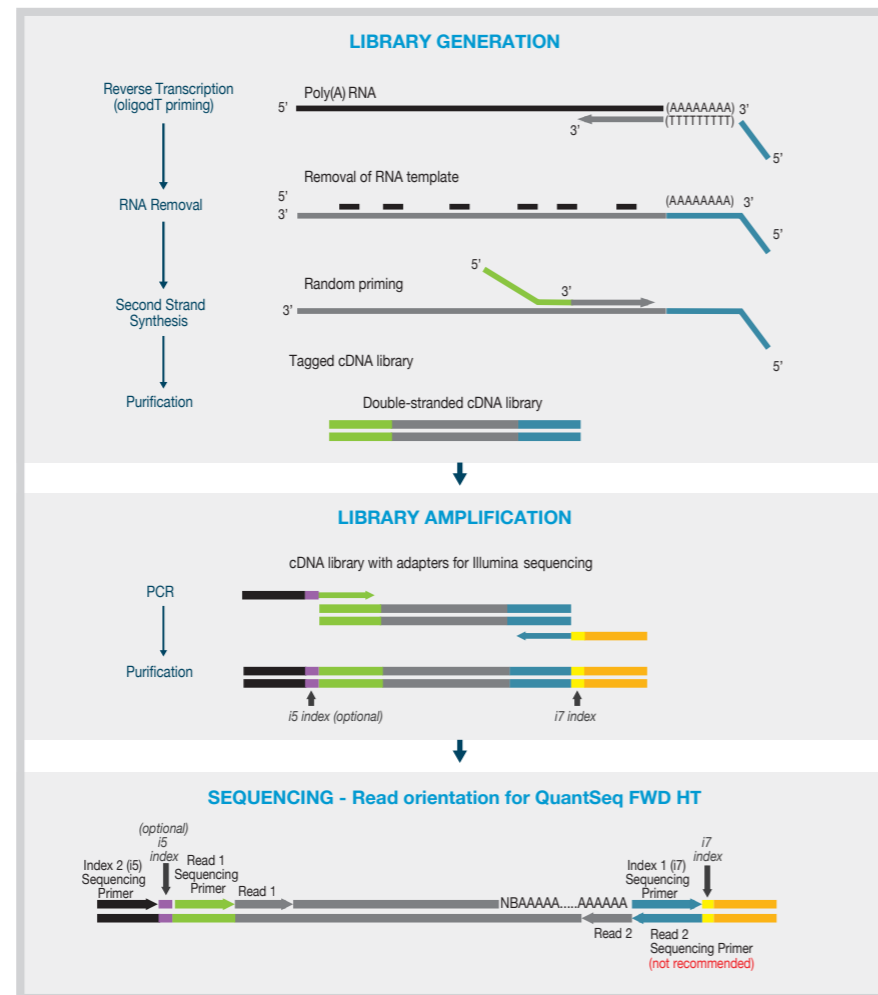 LIBRARY GENERATION
Reverse Transcription
(oligodT priming)
Poly(A) RNA
5'
(AAAAAAAA) 3'
3'
(TTTTTTTTT)
5'
Removal of RNA template
RNA Removal
5'
3'
(AAAAAAAA) 3'
5'
5'
Random priming
3'
Second Strand
Synthesis
3'
5'
Tagged cDNA library
Purification
Double-stranded cDNA library
LIBRARY AMPLIFICATION
cDNA library with adapters for Illumina sequencing
PCR
Purification
i5 index (optional)
i7 index
SEQUENCING - Read orientation for QuantSeq FWD HT
(optional)
i5
index
Index 2 (i5)
Sequencing
Primer
Read 1
Sequencing
Primer
Read 1
NBAAAAA.....AAAAAA
Index 1 (i7)
Sequencing
Primer
i7
index
Read 2
Read 2
Sequencing Primer
(not recommended)